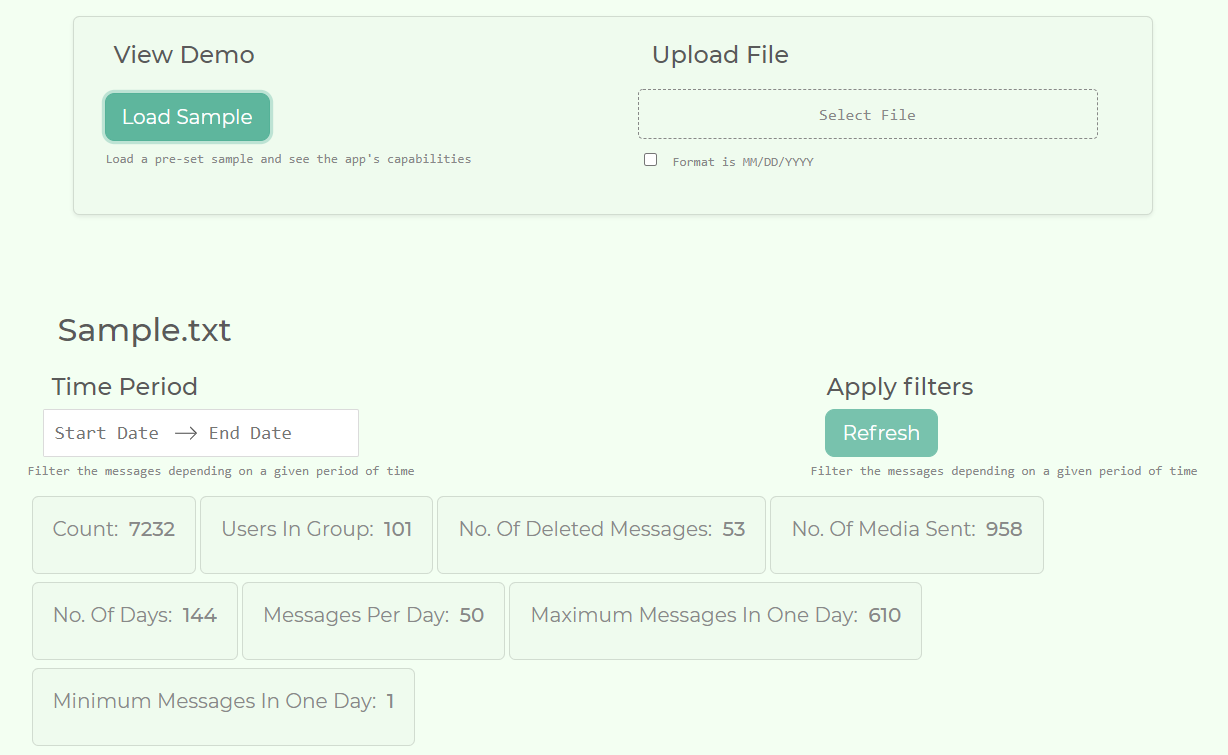 View Demo
Upload File
Load Sample
Select File
Load a pre-set sample and see the app's capabilities
Format is MM/DD/YYYY
Sample.txt
Time Period
Apply filters
Start Date → End Date
Refresh
Filter the messages depending on a given period of time
Filter the messages depending on a given period of time
Count: 7232
Users In Group: 101
No. Of Deleted Messages: 53
No. Of Media Sent: 958
No. Of Days: 144
Messages Per Day: 50
Maximum Messages In One Day: 610
Minimum Messages In One Day: 1